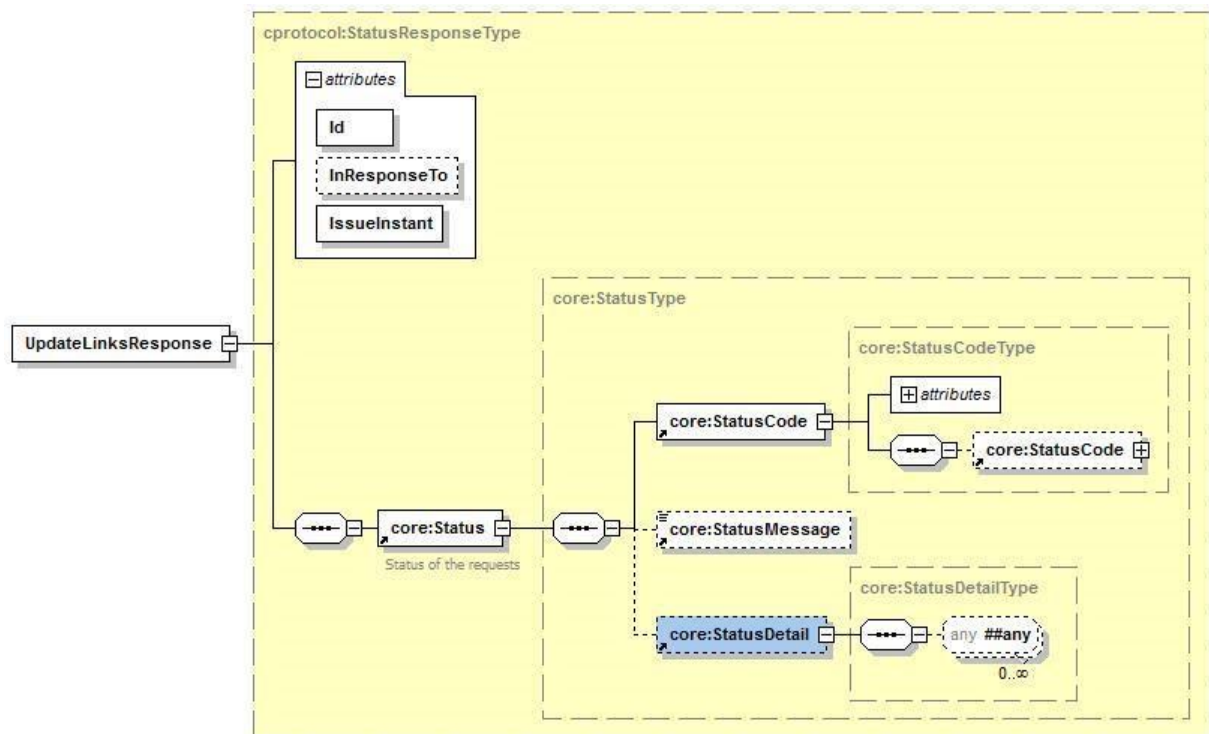 cprotocol:StatusResponseType
attributes
Id
InResponseTo
IssueInstant
core:StatusType
UpdateLinksResponse
core:StatusCodeType
attributes
core:StatusCode
core:StatusCode
core:Status
core:StatusMessage
Status of the requests
core:StatusDetailType
core:StatusDetail
any ##any
0..∞